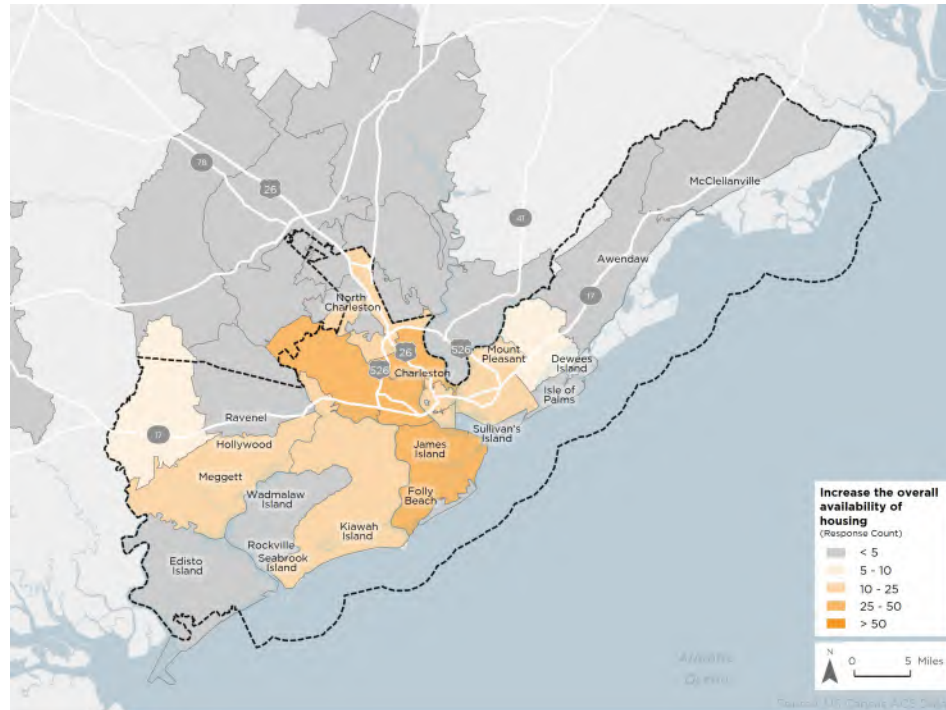 78
26
41
McClellanville
Awendaw
17
North
Charleston
526
26
Mount
Pleasant
526
Charleston
Dewees
Island
Isle of
Palms
Ravenel
17
Sullivan's
Island
Hollywood
James
Island
Meggett
Wadmalaw
Island
Folly
Beach
Kiawah
Island
Rockville
Seabrook
Island
Edisto
Island
Increase the overall
availability of
housing
(Response Count)
< 5
5 - 10
10 - 25
25 - 50
> 50
N
0 5 Miles